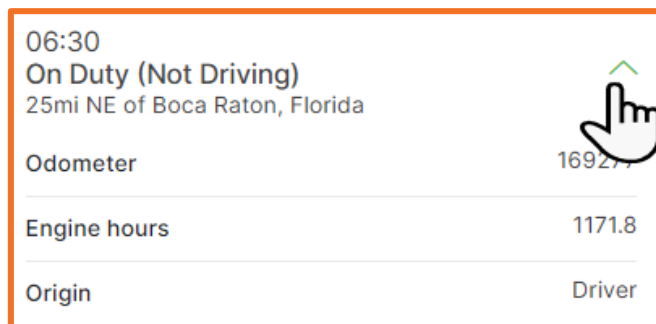 06:30
On Duty (Not Driving)
25mi NE of Boca Raton, Florida
Odometer
Engine hours 1171.8
Origin Driver